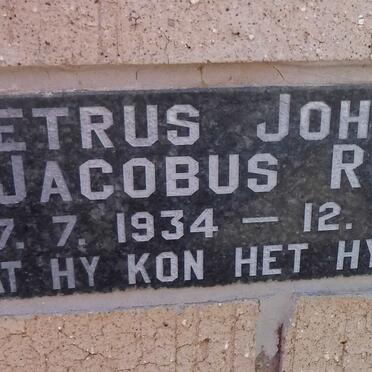 ETRUS JOH
JACOBUS R
7. 7. 1934 — 12.
AT HY KON HET HY